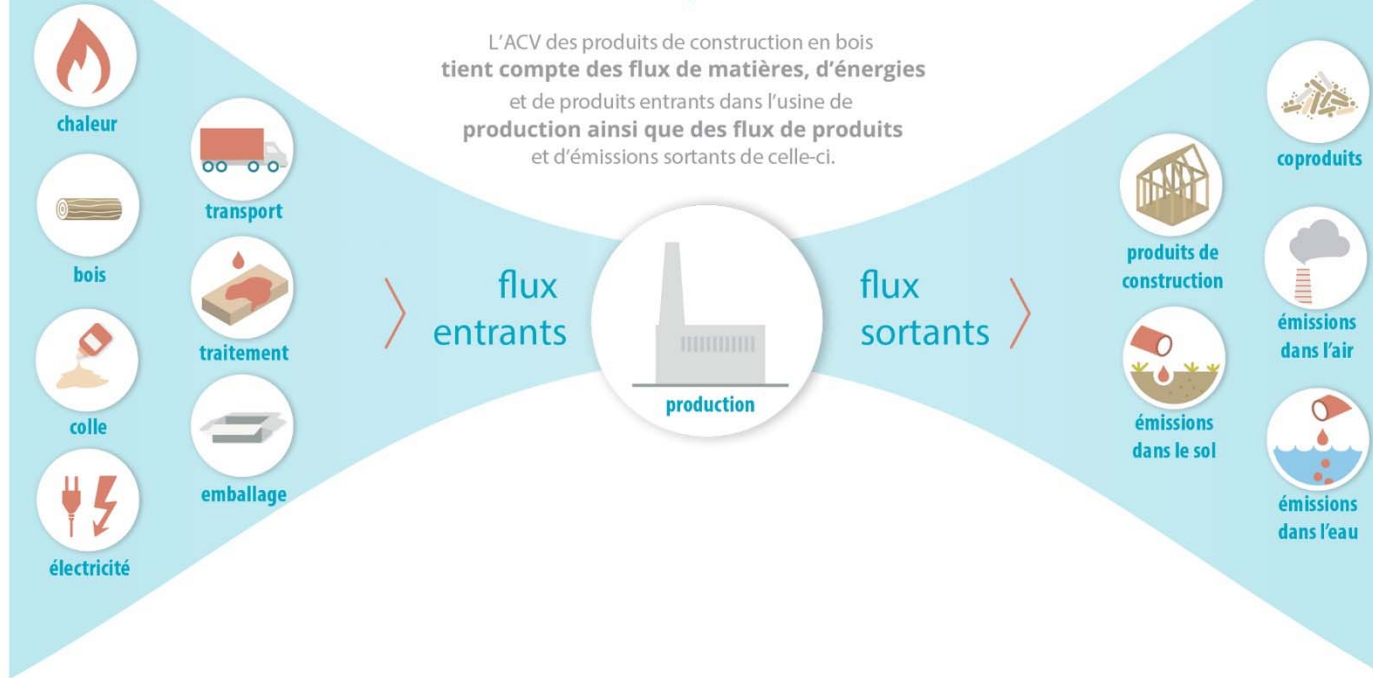 L'ACV des produits de construction en bois
tient compte des flux de matières, d'énergies
et de produits entrants dans l'usine de
production ainsi que des flux de produits
et d'émissions sortants de celle-ci.
chaleur
transport
bois
traitement
colle
emballage
électricité
flux
entrants
production
flux
sortants
coproduits
produits de
construction
émissions
dans l'air
émissions
dans le sol
émissions
dans l'eau